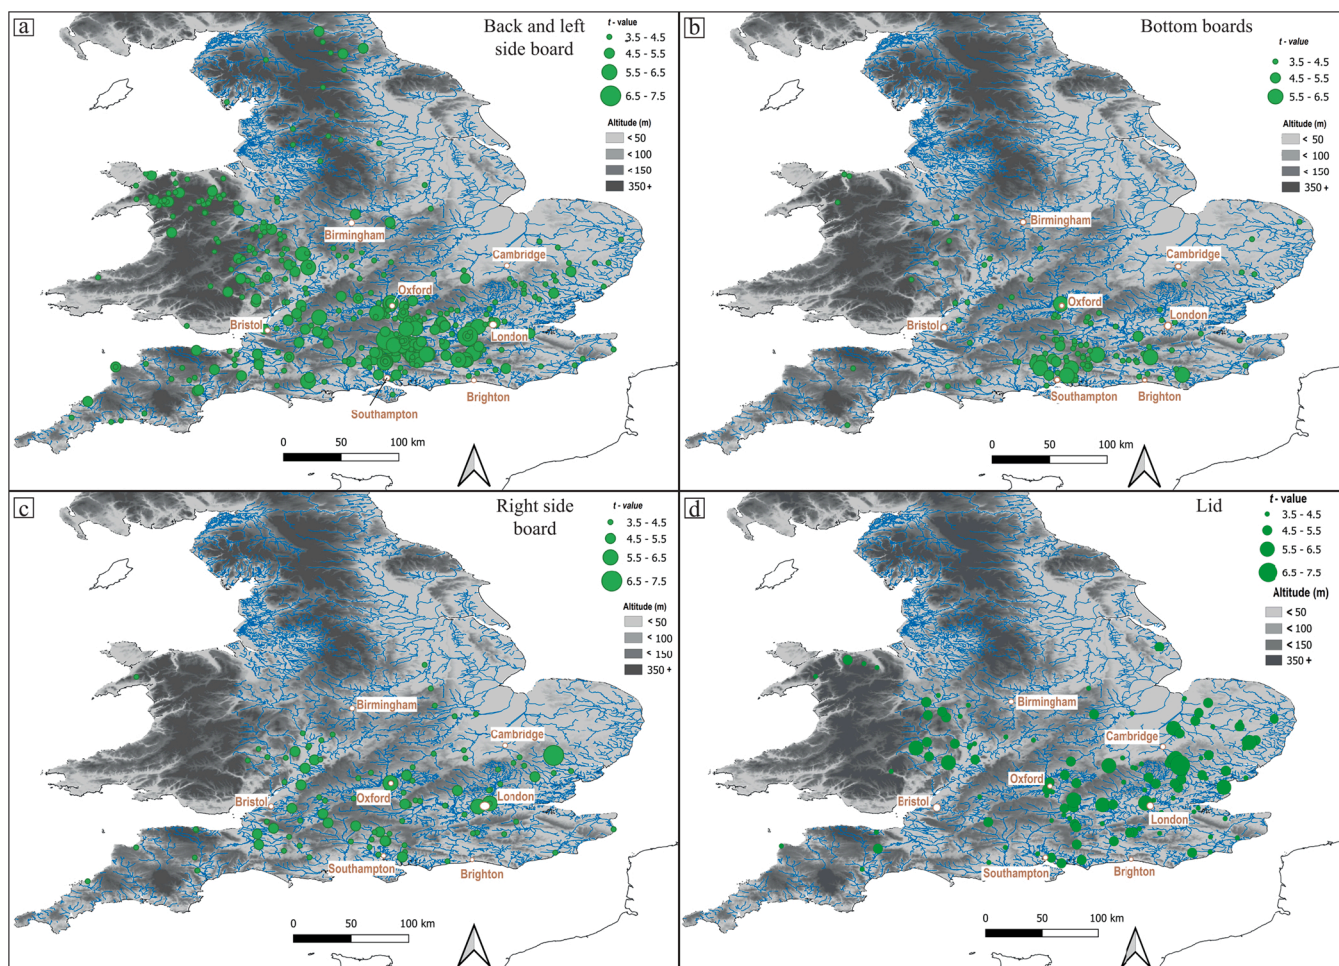 a
Back and left
side board
t - value
3.5 - 4.5
4.5 - 5.5
5.5 - 6.5
6.5 - 7.5
Altitude (m)
< 50
< 100
< 150
350 +
Birmingham
Cambridge
Oxford
Bristol
London
Brighton
Southampton
0 50 100 km
b
Bottom boards
t - value
3.5 - 4.5
4.5 - 5.5
5.5 - 6.5
Altitude (m)
< 50
< 100
< 150
350 +
Birmingham
Cambridge
Oxford
London
Bristol
Southampton
Brighton
0 50 100 km
c
Right side
board
t - value
3.5 - 4.5
4.5 - 5.5
5.5 - 6.5
6.5 - 7.5
Altitude (m)
< 50
< 100
< 150
350 +
Birmingham
Cambridge
Oxford
London
Bristol
Southampton
Brighton
0 50 100 km
d
Lid
t - value
3.5 - 4.5
4.5 - 5.5
5.5 - 6.5
6.5 - 7.5
Altitude (m)
< 50
< 100
< 150
350 +
Birmingham
Cambridge
Oxford
Bristol
London
Southampton
Brighton
0 50 100 km